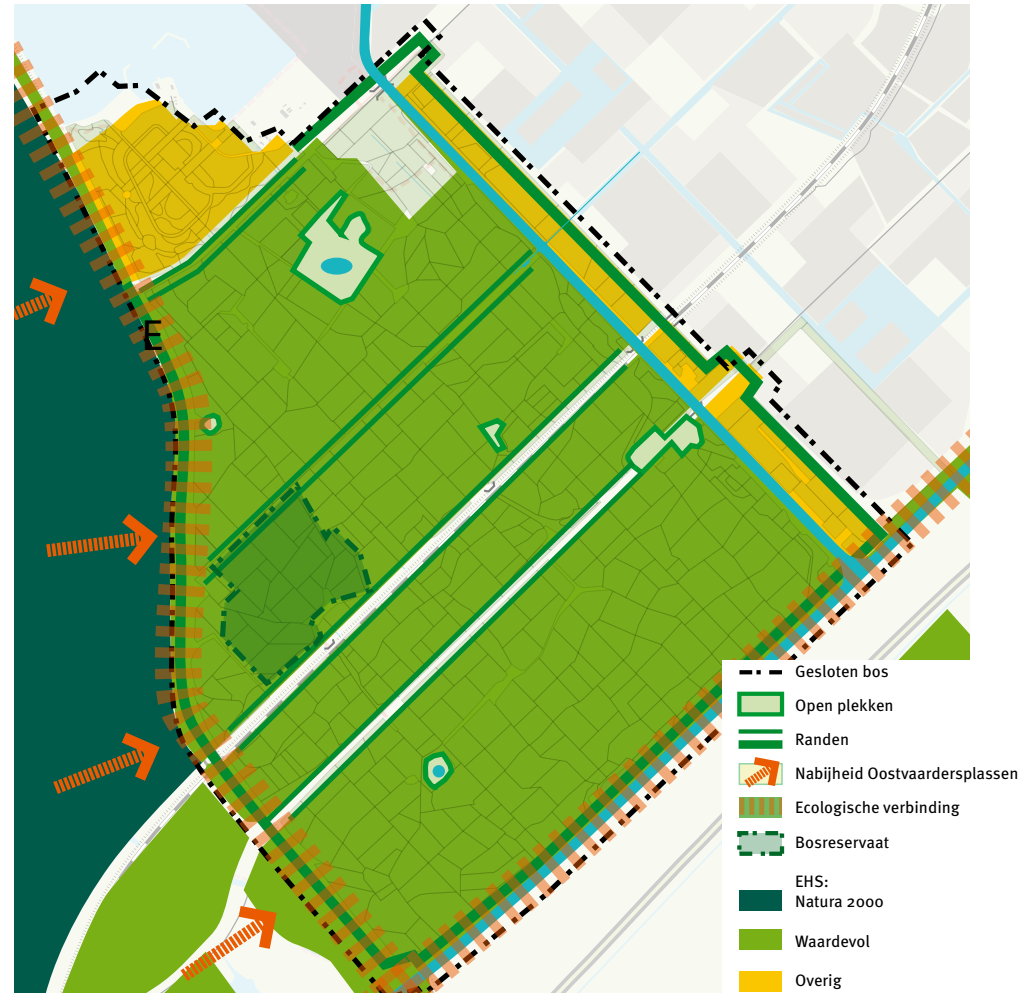 E
Gesloten bos
Open plekken
Randen
Nabijheid Oostvaardersplassen
Ecologische verbinding
Bosreservaat
EHS:
Natura 2000
Waardevol
Overig